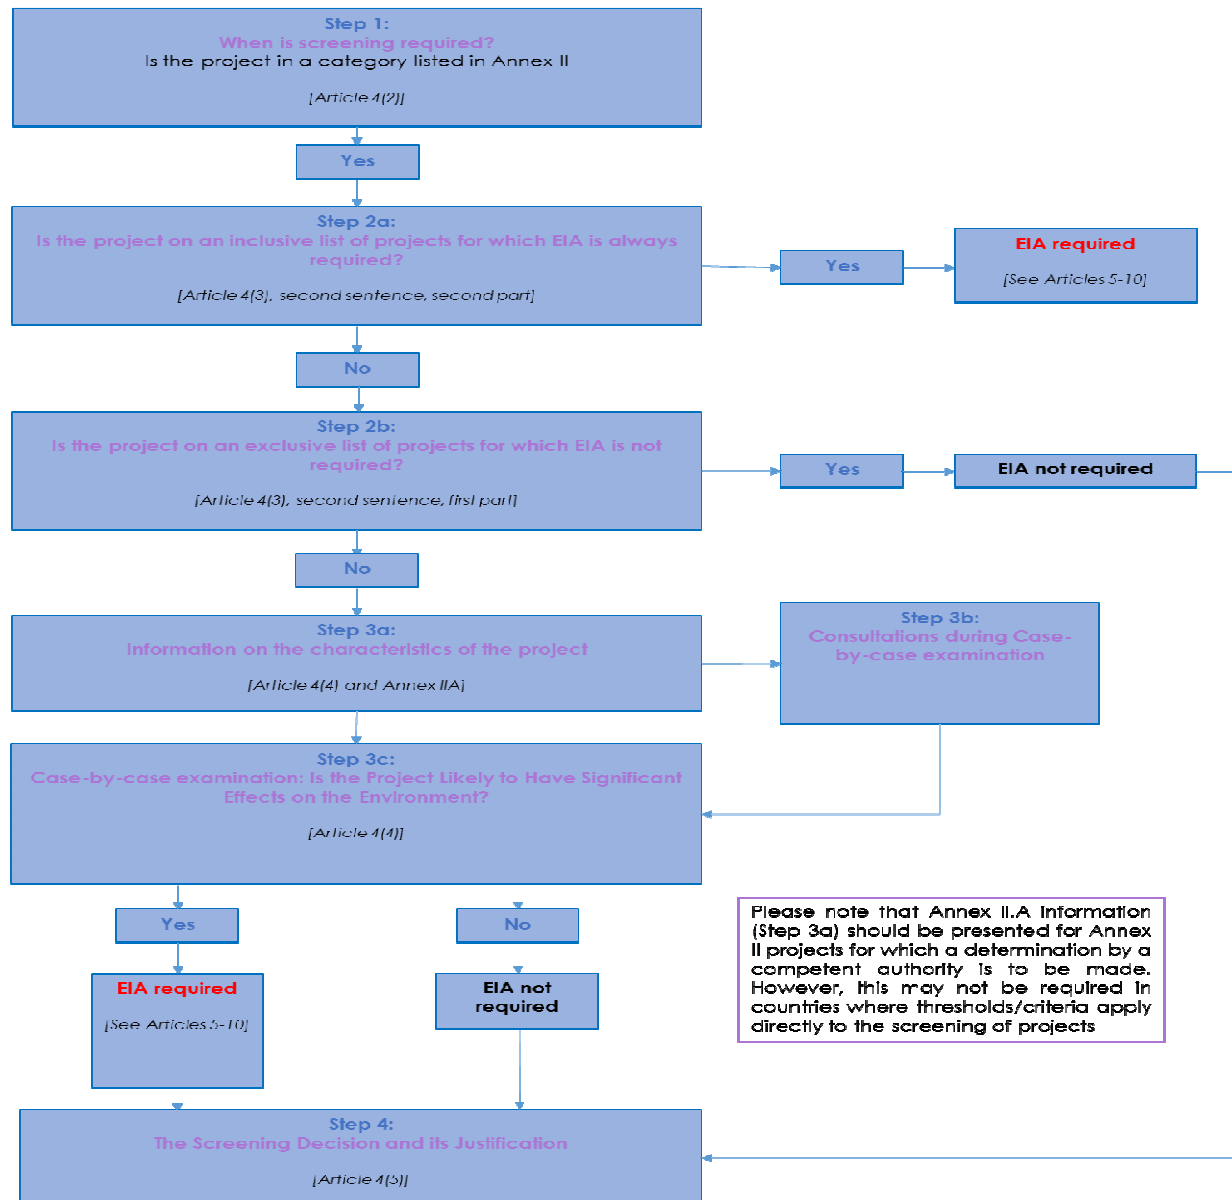 Step 1:
When is screening required?
Is the project in a category listed in Annex II
[Article 4(2)]
Yes
Step 2a:
Is the project on an inclusive list of projects for which EIA is always
required?
[Article 4(3), second sentence, second part]
Yes
EIA required
[See Articles 5-10]
No
Step 2b:
Is the project on an exclusive list of projects for which EIA is not
required?
[Article 4(3), second sentence, first part]
Yes
EIA not required
No
Step 3a:
Information on the characteristics of the project
[Article 4(4) and Annex IIA]
Step 3b:
Consultations during Case-
by-case examination
Step 3c:
Case-by-case examination: Is the Project Likely to Have Significant
Effects on the Environment?
[Article 4(4)]
Yes
No
EIA required
[See Articles 5-10]
EIA not
required
Please note that Annex II.A information
(Step 3a) should be presented for Annex
II projects for which a determination by a
competent authority is to be made.
However, this may not be required in
countries where thresholds/criteria apply
directly to the screening of projects
Step 4:
The Screening Decision and its Justification
[Article 4(5)]